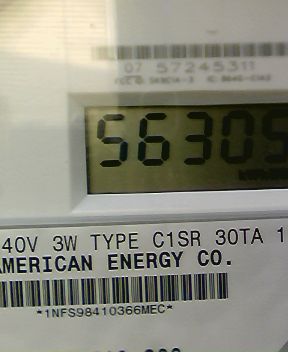 07 57245311
56305
40V 3W TYPE C1SR 30TA 1
AMERICAN ENERGY CO.
*1NFS98410366MEC*